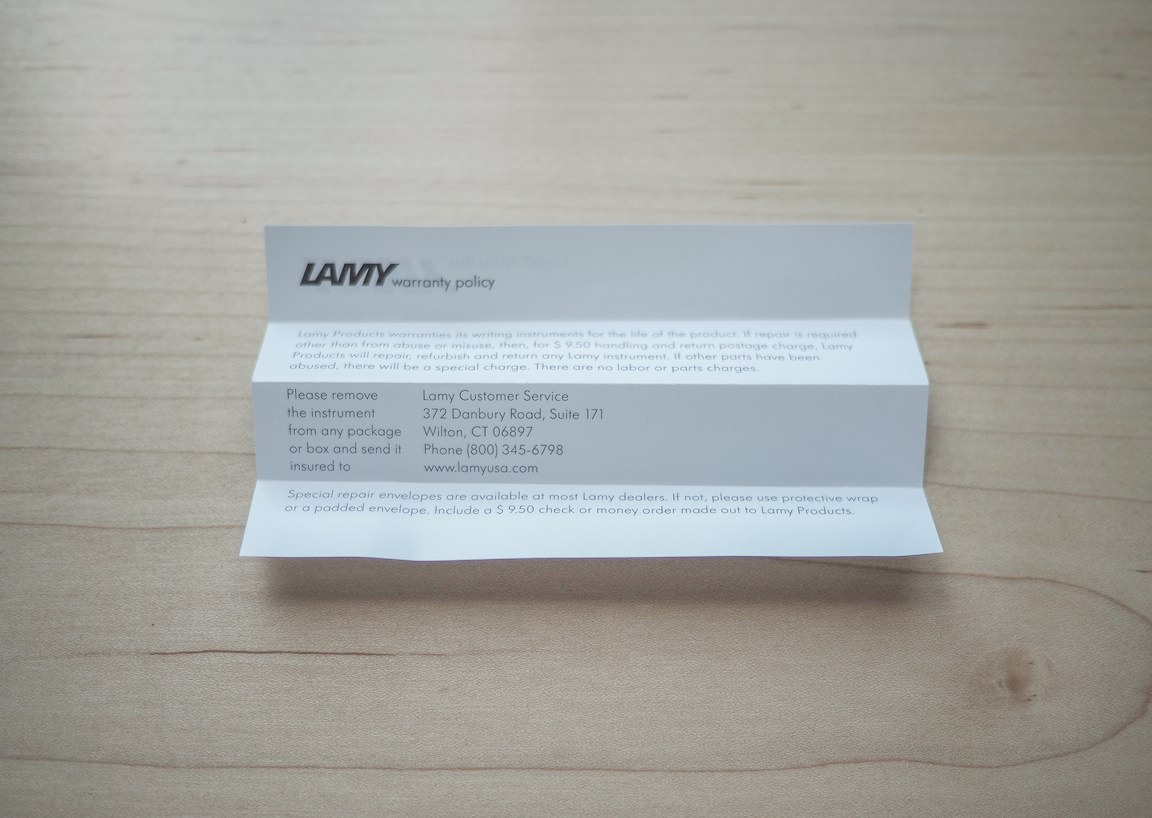 LAMY warranty policy
Lamy Products warranties its writing instruments for the life of the product. If repair is required
other than from abuse or misuse, then, for $ 9.50 handling and return postage charge, Lamy
Products will repair, refurbish and return any Lamy instrument. If other parts have been
abused, there will be a special charge. There are no labor or parts charges.
Please remove Lamy Customer Service
the instrument 372 Danbury Road, Suite 171
from any package Wilton, CT 06897
or box and send it Phone (800) 345-6798
insured to www.lamyusa.com
Special repair envelopes are available at most Lamy dealers. If not, please use protective wrap
or a padded envelope. Include a $ 9.50 check or money order made out to Lamy Products.